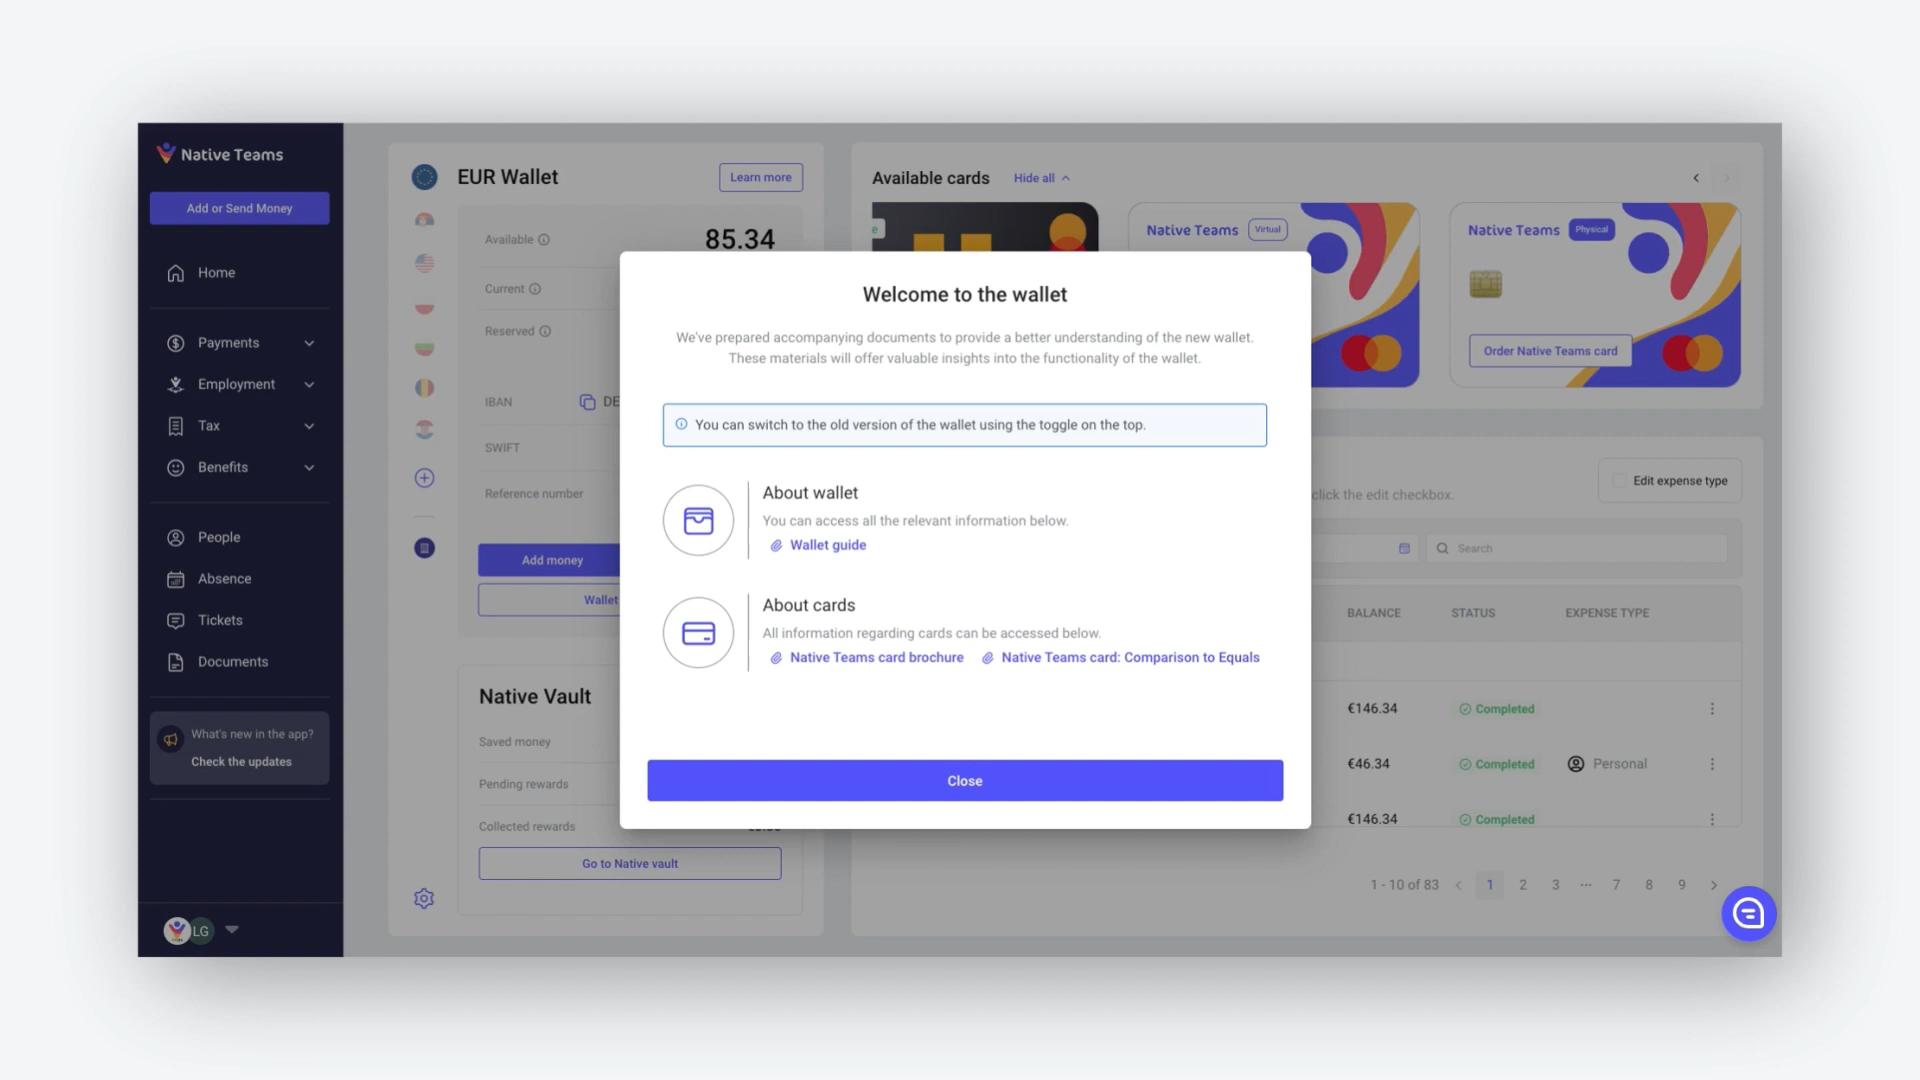 Native Teams
Add or Send Money
Home
Payments
Employment
Tax
Benefits
People
Absence
Tickets
Documents
What's new in the app?
Check the updates
LG
EUR Wallet
Learn more
Available
85.34
Current
Reserved
IBAN
DE
SWIFT
Reference number
Add money
Wallet
Native Vault
Saved money
Pending rewards
Collected rewards
Go to Native vault
Available cards
Hide all
e
Native Teams
Virtual
Native Teams
Physical
Order Native Teams card
click the edit checkbox.
Edit expense type
Search
BALANCE
STATUS
EXPENSE TYPE
€146.34
Completed
€46.34
Completed
Personal
€146.34
Completed
1 - 10 of 83
1
2
3
···
7
8
9
Welcome to the wallet
We've prepared accompanying documents to provide a better understanding of the new wallet.
These materials will offer valuable insights into the functionality of the wallet.
You can switch to the old version of the wallet using the toggle on the top.
About wallet
You can access all the relevant information below.
Wallet guide
About cards
All information regarding cards can be accessed below.
Native Teams card brochure
Native Teams card: Comparison to Equals
Close